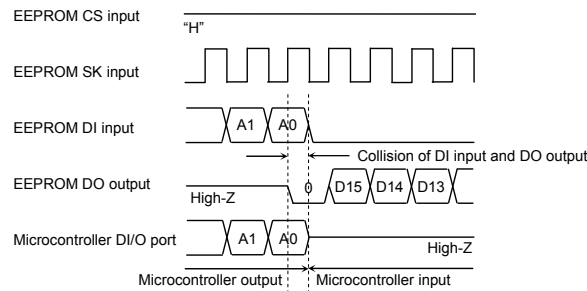 EEPROM CS input
“H”
EEPROM SK input
EEPROM DI input
A1 A0
Collision of DI input and DO output
EEPROM DO output
High-Z
0 D15 D14 D13
Microcontroller DI/O port
A1 A0
High-Z
Microcontroller output Microcontroller input